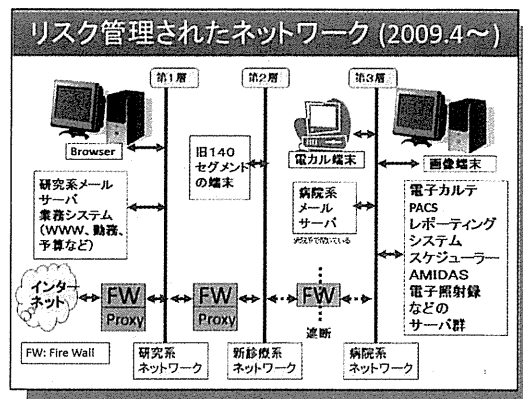 リスク管理されたネットワーク (2009.4～)
第1層
第2層
第3層
Browser
旧140
セグメント
の端末
電カル端末
画像端末
研究系メール
サーバ
業務システム
(WWW、勤務、
予算など)
病院系
メール
サーバ
電子カルテ
PACS
レポーティング
システム
スケジューラー
AMIDAS
電子照射録
などの
サーバ群
インター
ネット
FW
Proxy
FW
Proxy
FW
遮断
FW: Fire Wall
研究系
ネットワーク
新診療系
ネットワーク
病院系
ネットワーク